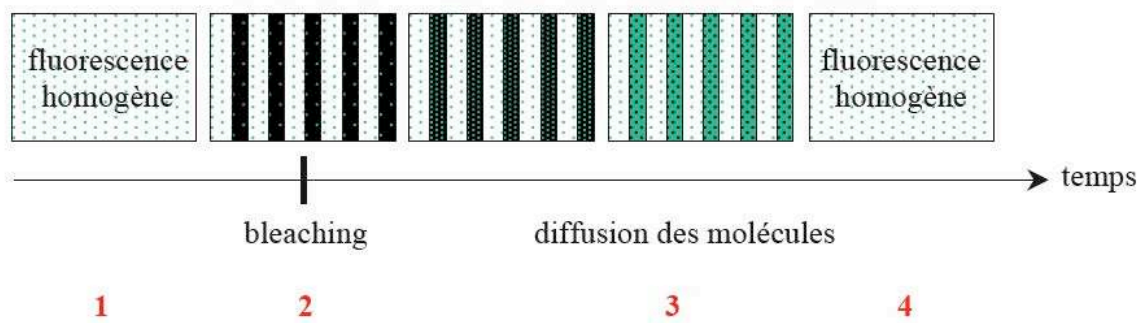 fluorescence
homogène
fluorescence
homogène
temps
bleaching
diffusion des molécules
1
2
3
4